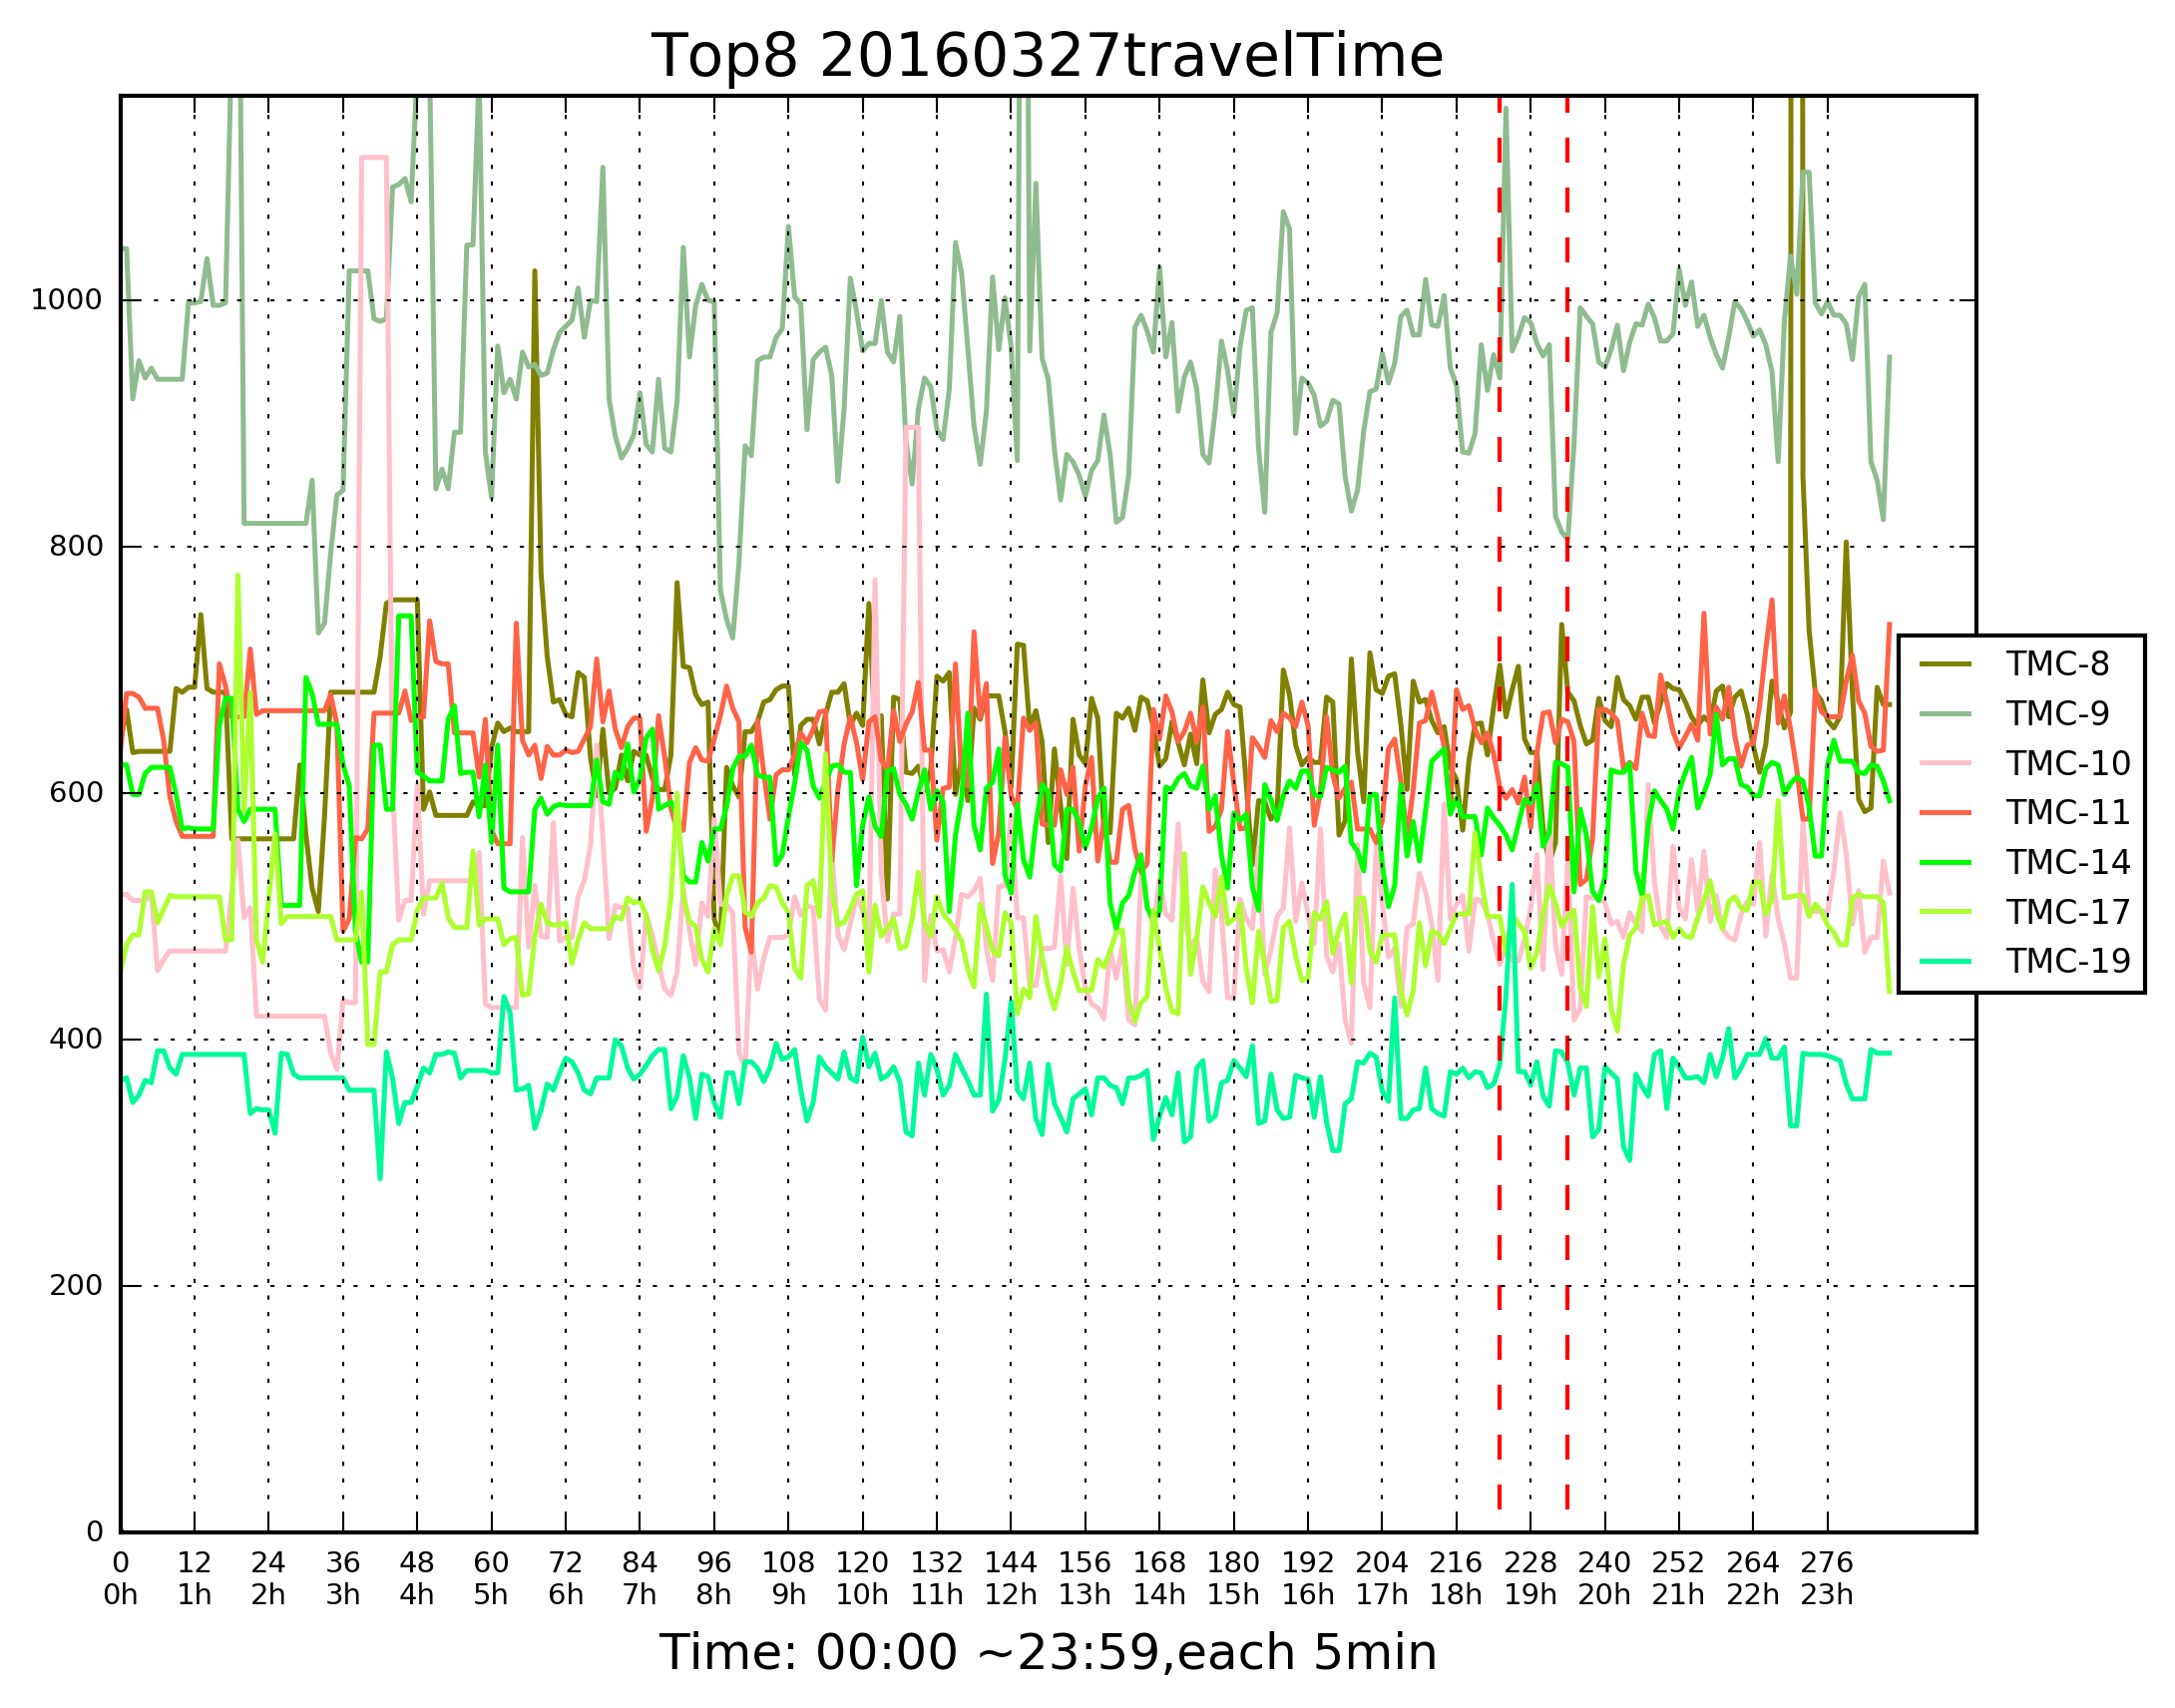 Top8 20160327travelTime
1000
800
600
400
200
0
TMC-8
TMC-9
TMC-10
TMC-11
TMC-14
TMC-17
TMC-19
0 12 24 36 48 60 72 84 96 108 120 132 144 156 168 180 192 204 216 228 240 252 264 276
0h 1h 2h 3h 4h 5h 6h 7h 8h 9h 10h 11h 12h 13h 14h 15h 16h 17h 18h 19h 20h 21h 22h 23h
Time: 00:00 ~23:59,each 5min